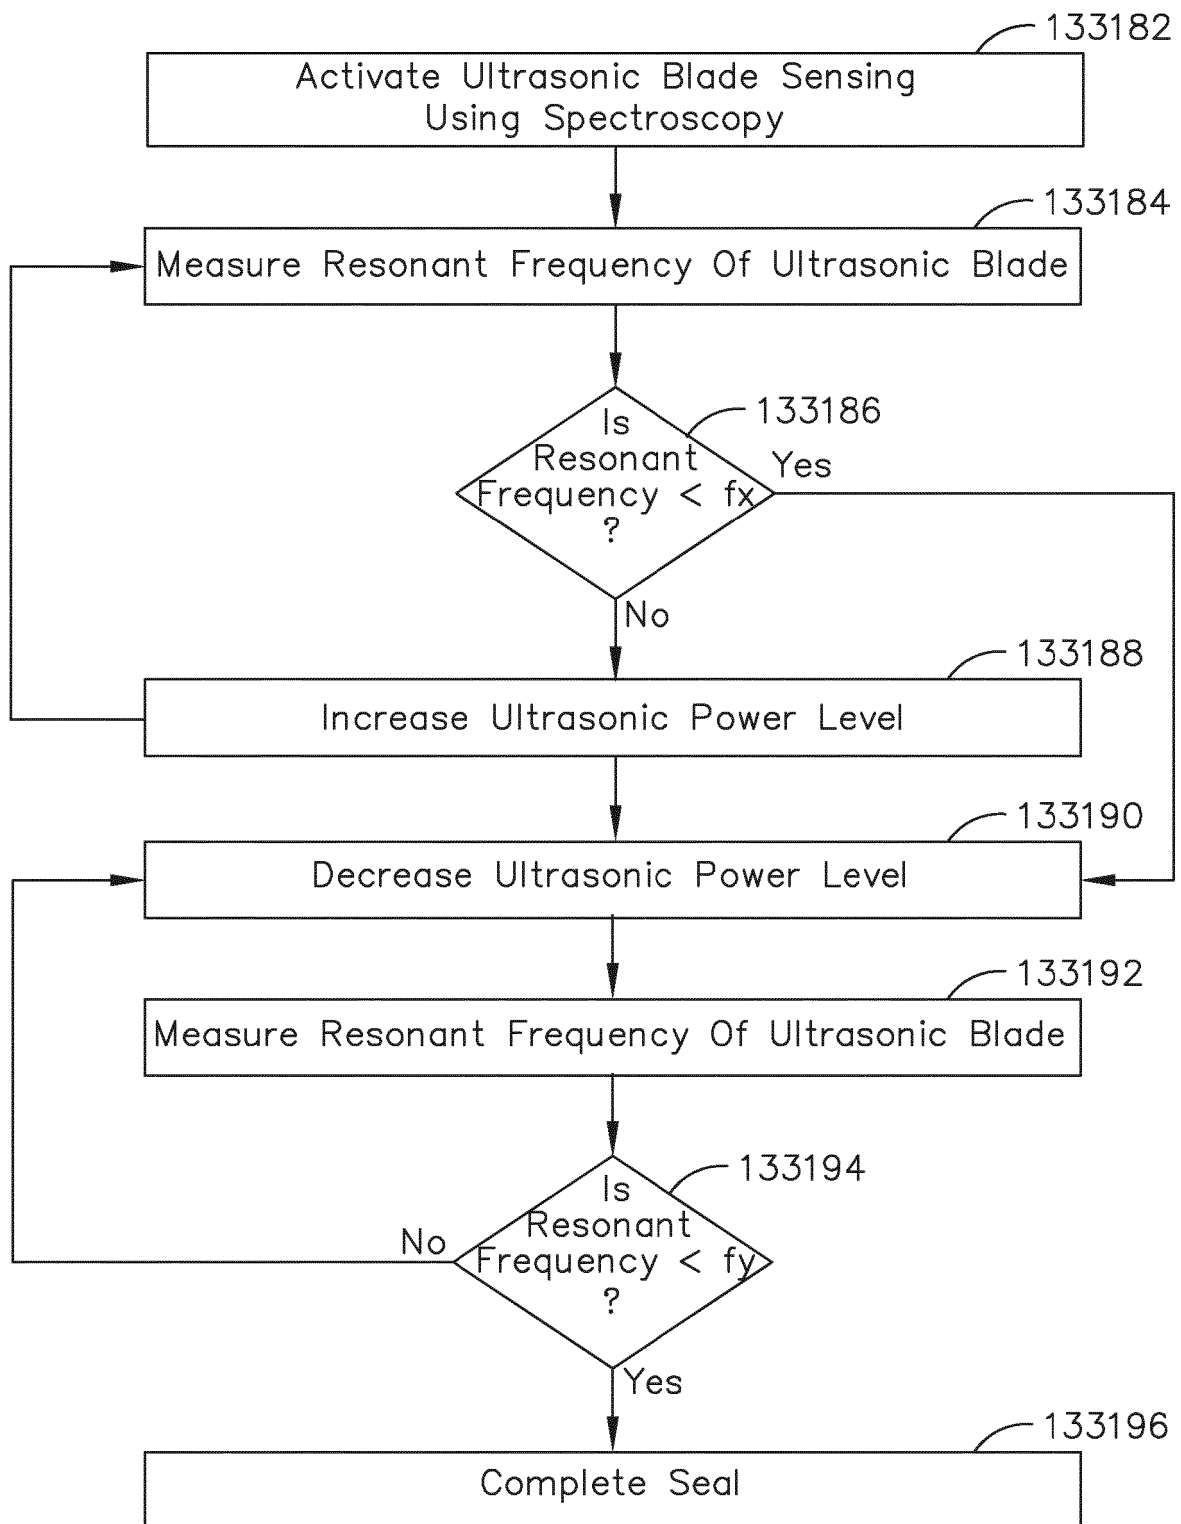 133182
Activate Ultrasonic Blade Sensing
Using Spectroscopy
133184
Measure Resonant Frequency Of Ultrasonic Blade
133186
Is
Resonant
Frequency < fx
?
Yes
No
133188
Increase Ultrasonic Power Level
133190
Decrease Ultrasonic Power Level
133192
Measure Resonant Frequency Of Ultrasonic Blade
133194
Is
Resonant
Frequency < fy
?
No
Yes
133196
Complete Seal